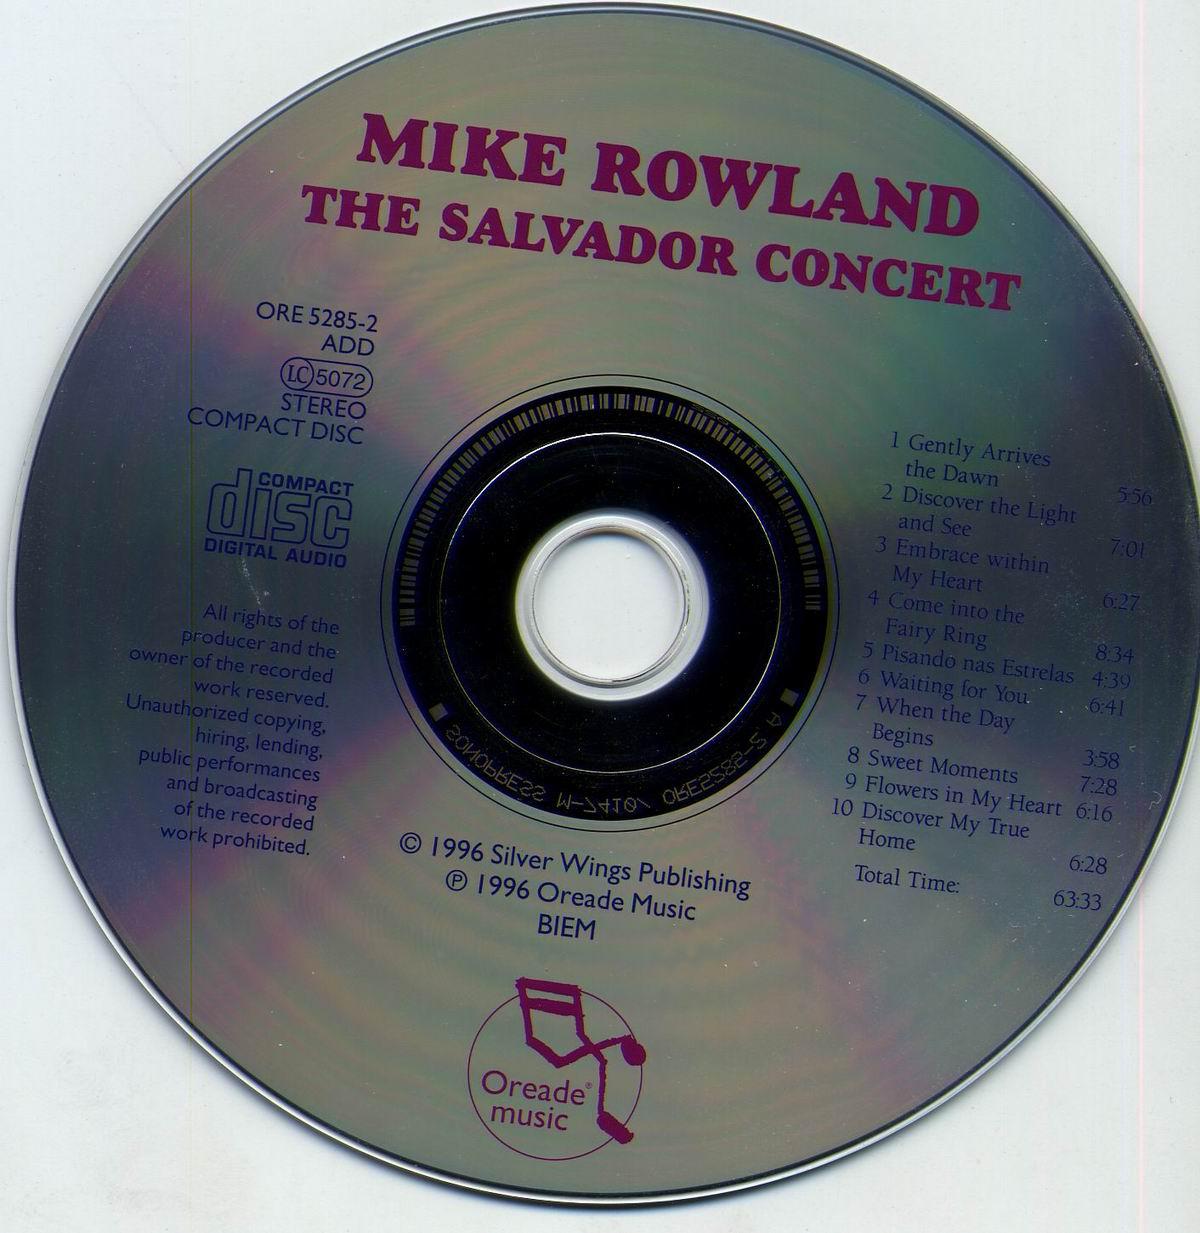 MIKE ROWLAND
THE SALVADOR CONCERT
ORE 5285-2
ADD
LC 5072
STEREO
COMPACT DISC
COMPACT
disc
DIGITAL AUDIO
All rights of the
producer and the
owner of the recorded
work reserved.
Unauthorized copying,
hiring, lending,
public performances
and broadcasting
of the recorded
work prohibited.
1 Gently Arrives
the Dawn 5:56
2 Discover the Light
and See 7:01
3 Embrace within
My Heart 6:27
4 Come into the
Fairy Ring 8:34
5 Pisando nas Estrelas 4:39
6 Waiting for You 6:41
7 When the Day
Begins 3:58
8 Sweet Moments 7:28
9 Flowers in My Heart 6:16
10 Discover My True
Home 6:28
Total Time: 63:33
SONOPRESS M-7410/ ORE5285-2 A
© 1996 Silver Wings Publishing
℗ 1996 Oreade Music
BIEM
Oreade®
music